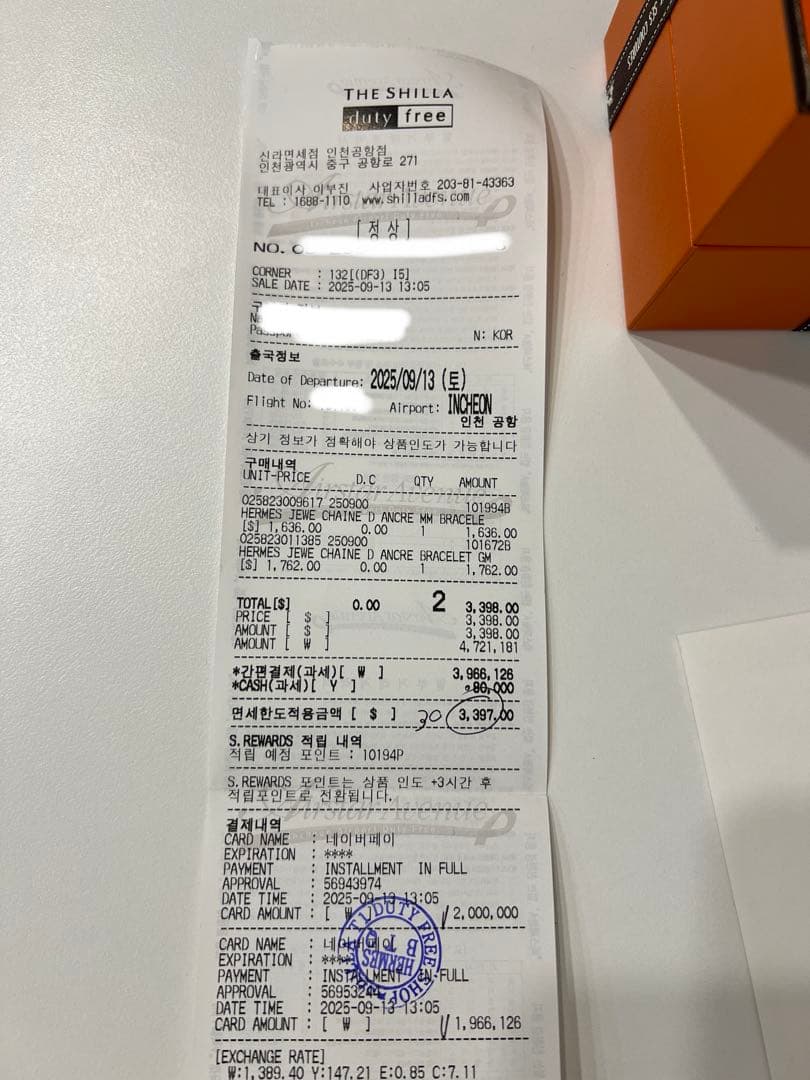 THE SHILLA
duty free
신라면세점 인천공항점
인천광역시 중구 공항로 271
대표이사 이부진 사업자번호 203-81-43363
TEL : 1688-1110 www.shilladfs.com
[ 정상 ]
NO.
CORNER : 132[(DF3) I5]
SALE DATE : 2025-09-13 13:05
N: KOR
출국정보
Date of Departure: 2025/09/13 (토)
Flight No: Airport: INCHEON
인천 공항
상기 정보가 정확해야 상품인도가 가능합니다
구매내역
UNIT-PRICE D.C QTY AMOUNT
025823009617 250900 101994B
HERMES JEWE CHAINE D ANCRE MM BRACELE
[$] 1,636.00 0.00 1 1,636.00
025823011385 250900 101672B
HERMES JEWE CHAINE D ANCRE BRACELET GM
[$] 1,762.00 0.00 1 1,762.00
TOTAL[$] 0.00 2 3,398.00
PRICE [ $ ] 3,398.00
AMOUNT [ $ ] 3,398.00
AMOUNT [ ₩ ] 4,721,181
*간편결제(과세)[ ₩ ] 3,966,126
*CASH(과세)[ Y ] 80,000
면세한도적용금액 [ $ ] 30 3,397.00
S.REWARDS 적립 내역
적립 예정 포인트 : 10194P
S.REWARDS 포인트는 상품 인도 +3시간 후
적립포인트로 전환됩니다.
Airstar Avenue
결제내역
CARD NAME : 네이버페이
EXPIRATION : ****
PAYMENT : INSTALLMENT IN FULL
APPROVAL : 56943974
DATE TIME : 2025-09-13 13:05
CARD AMOUNT : [ ₩ ] 2,000,000
CARD NAME : 네이버페이
EXPIRATION : ****
PAYMENT : INSTALLMENT IN FULL
APPROVAL :
DATE TIME : 2025-09-13-13:05
CARD AMOUNT : [ ₩ ] 1,966,126
T1 DUTY FREE SHOP
HERMES
[EXCHANGE RATE]
W:1,389.40 Y:147.21 E:0.85 C:7.11